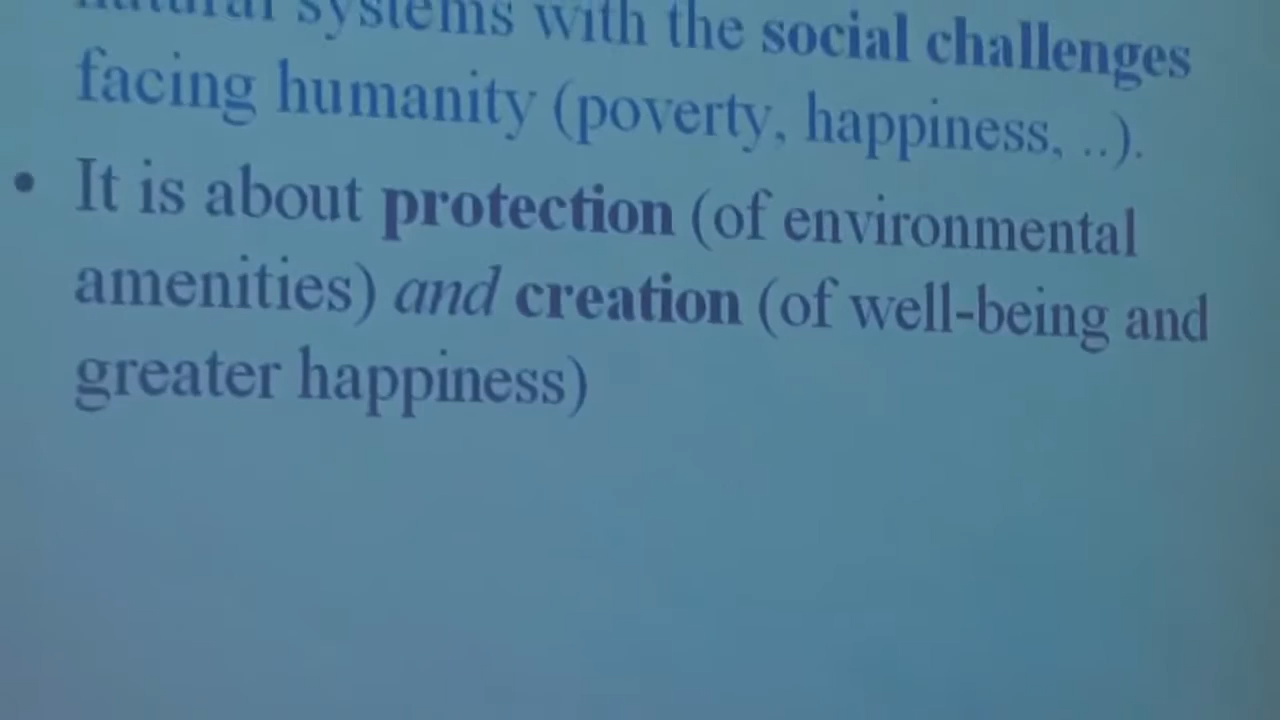 natural systems with the social challenges
facing humanity (poverty, happiness, ..).
• It is about protection (of environmental
amenities) and creation (of well-being and
greater happiness)